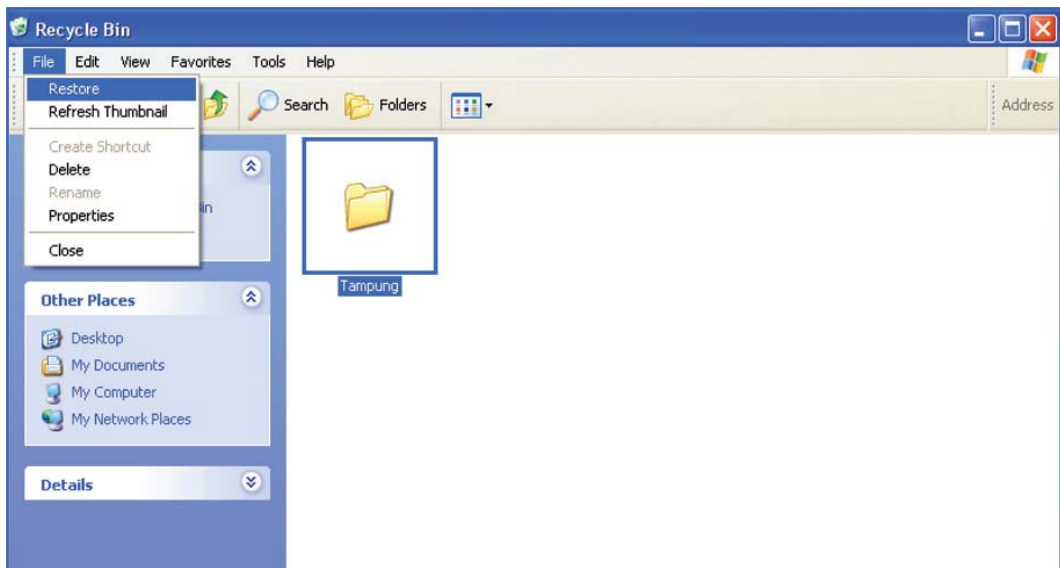 Recycle Bin
File Edit View Favorites Tools Help
Restore
Refresh Thumbnail
Create Shortcut
Delete
Rename
Properties
Close
Search Folders
Address
Tampung
Other Places
Desktop
My Documents
My Computer
My Network Places
Details